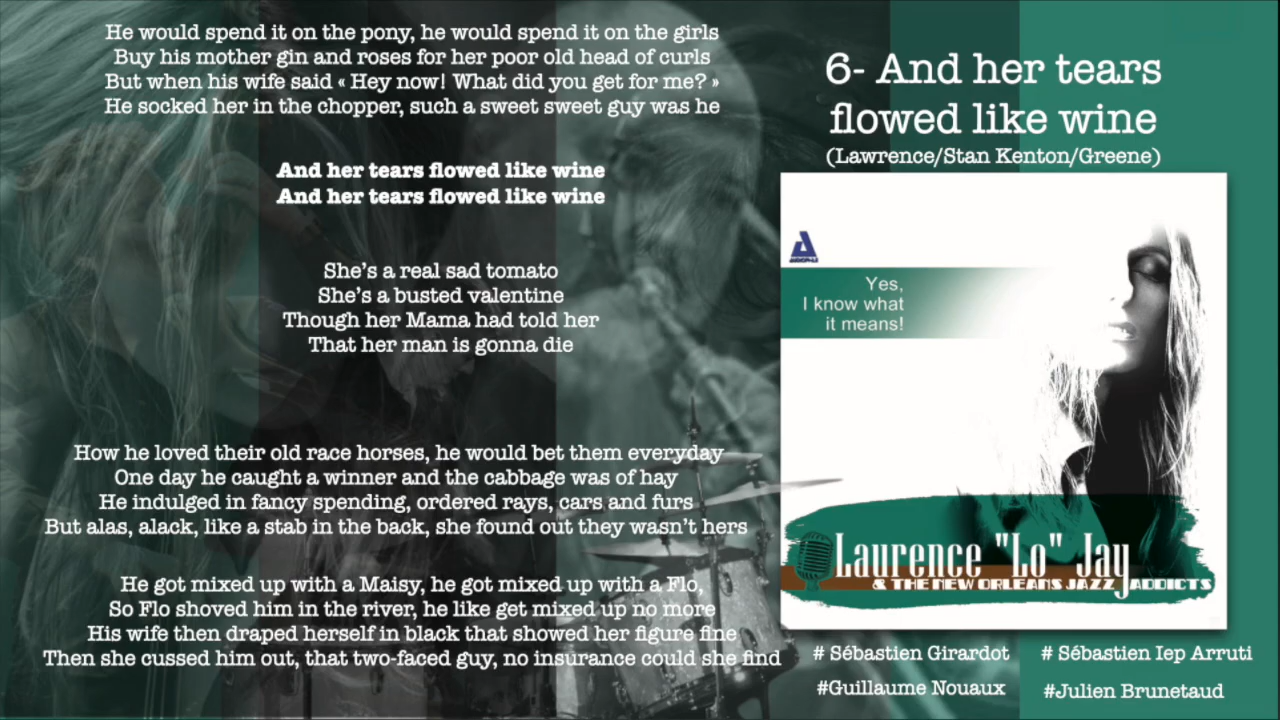 He would spend it on the pony, he would spend it on the girls
Buy his mother gin and roses for her poor old head of curls
But when his wife said « Hey now! What did you get for me? »
He socked her in the chopper, such a sweet sweet guy was he
And her tears flowed like wine
And her tears flowed like wine
She's a real sad tomato
She's a busted valentine
Though her Mama had told her
That her man is gonna die
How he loved their old race horses, he would bet them everyday
One day he caught a winner and the cabbage was of hay
He indulged in fancy spending, ordered rays, cars and furs
But alas, alack, like a stab in the back, she found out they wasn't hers
He got mixed up with a Maisy, he got mixed up with a Flo,
So Flo shoved him in the river, he like get mixed up no more
His wife then draped herself in black that showed her figure fine
Then she cussed him out, that two-faced guy, no insurance could she find
6- And her tears
flowed like wine
(Lawrence/Stan Kenton/Greene)
Yes,
I know what
it means!
Laurence "Lo" Jay
& THE NEW ORLEANS JAZZ ADDICTS
# Sébastien Girardot # Sébastien Iep Arruti
#Guillaume Nouaux #Julien Brunetaud